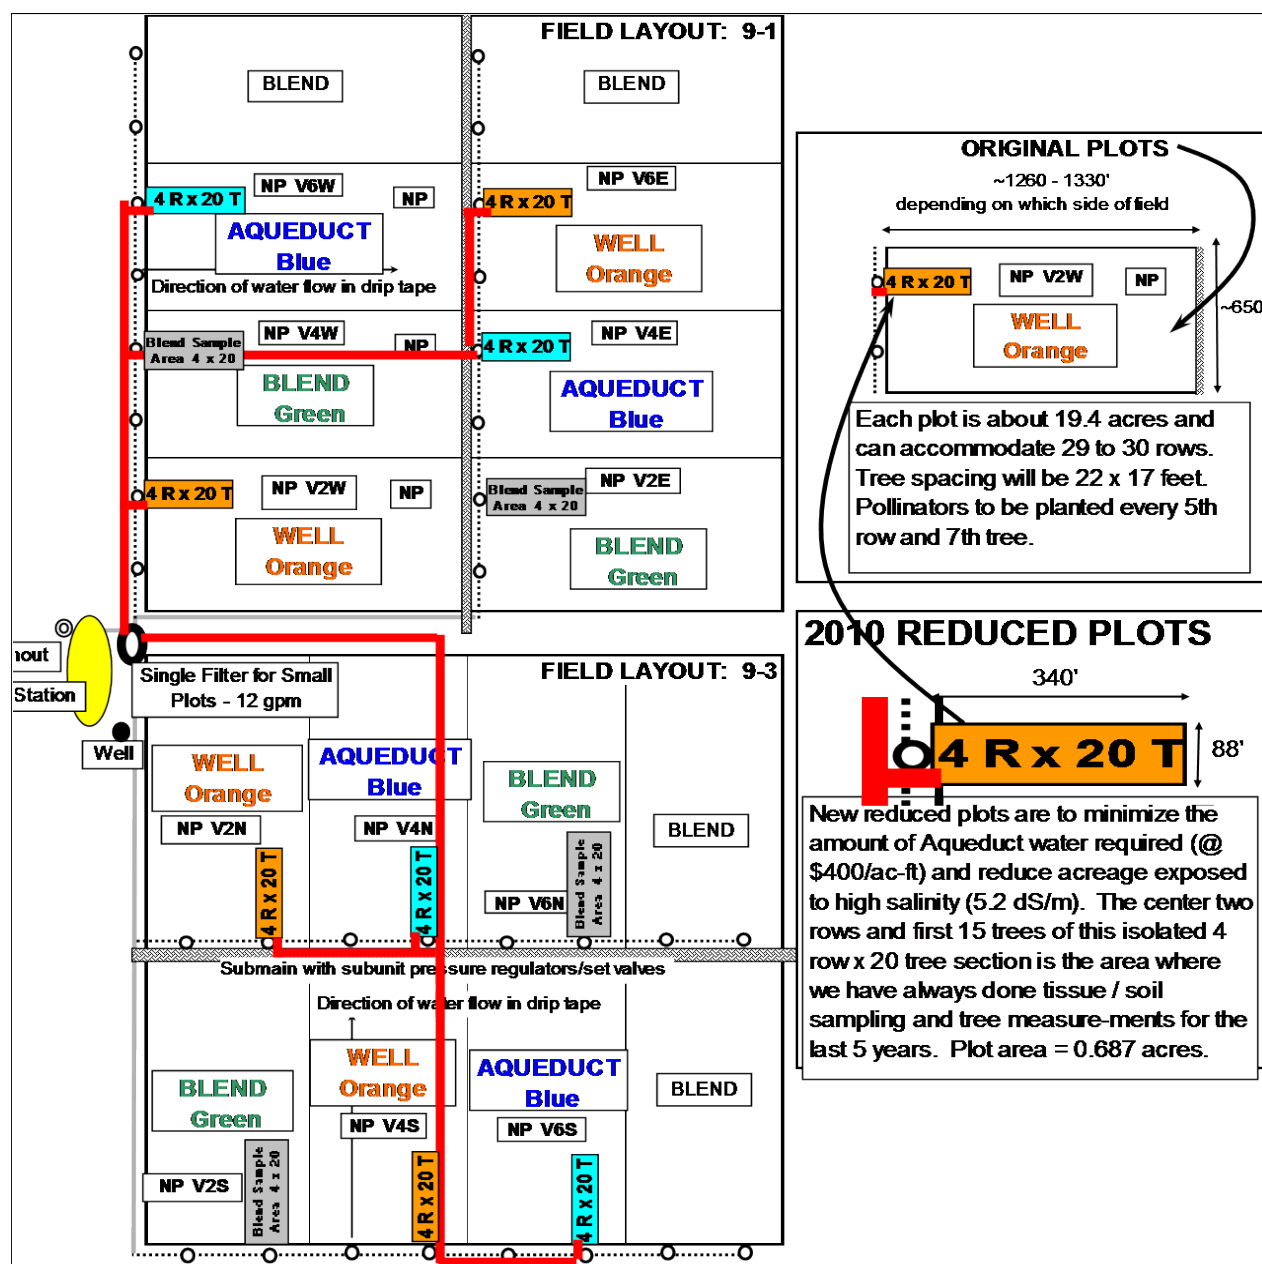 FIELD LAYOUT: 9-1
BLEND
BLEND
NP V6W
NP
4 R x 20 T
AQUEDUCT
Blue
Direction of water flow in drip tape
NP V6E
4 R x 20 T
WELL
Orange
NP V4W
NP
Blend Sample
Area 4 x 20
BLEND
Green
NP V4E
4 R x 20 T
AQUEDUCT
Blue
NP V2W
NP
4 R x 20 T
WELL
Orange
NP V2E
Blend Sample
Area 4 x 20
BLEND
Green
Station
Well
Single Filter for Small
Plots - 12 gpm
FIELD LAYOUT: 9-3
WELL
Orange
NP V2N
4 R x 20 T
AQUEDUCT
Blue
NP V4N
4 R x 20 T
BLEND
Green
NP V6N
Blend Sample
Area 4 x 20
BLEND
Submain with subunit pressure regulators/set valves
Direction of water flow in drip tape
BLEND
Green
NP V2S
Blend Sample
Area 4 x 20
WELL
Orange
NP V4S
4 R x 20 T
AQUEDUCT
Blue
NP V6S
4 R x 20 T
BLEND
ORIGINAL PLOTS
~1260 - 1330'
depending on which side of field
4 R x 20 T
NP V2W
NP
WELL
Orange
~650
Each plot is about 19.4 acres and
can accommodate 29 to 30 rows.
Tree spacing will be 22 x 17 feet.
Pollinators to be planted every 5th
row and 7th tree.
2010 REDUCED PLOTS
340'
4 R x 20 T
88'
New reduced plots are to minimize the
amount of Aqueduct water required (@
$400/ac-ft) and reduce acreage exposed
to high salinity (5.2 dS/m). The center two
rows and first 15 trees of this isolated 4
row x 20 tree section is the area where
we have always done tissue / soil
sampling and tree measure-ments for the
last 5 years. Plot area = 0.687 acres.